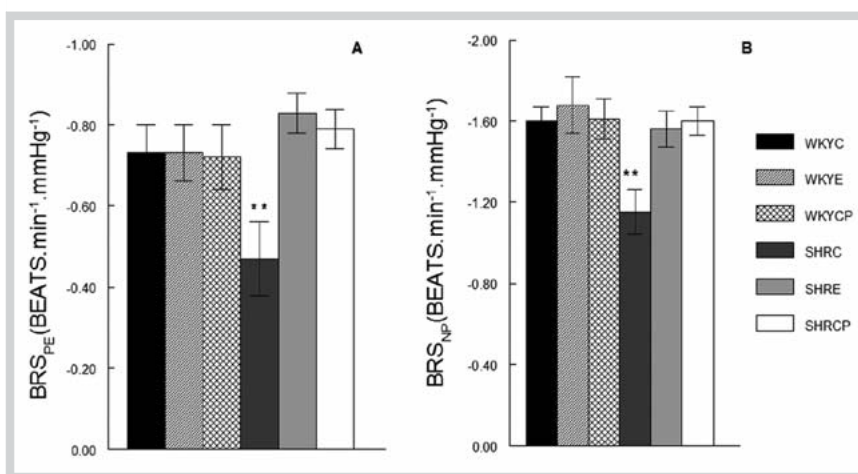 A
BRS_PE(BEATS.min⁻¹.mmHg⁻¹)
-1.00
-0.80
-0.60
-0.40
-0.20
0.00
**
B
BRS_NP(BEATS.min⁻¹.mmHg⁻¹)
-2.00
-1.60
-1.20
-0.80
-0.40
0.00
**
WKYC
WKYE
WKYCP
SHRC
SHRE
SHRCP